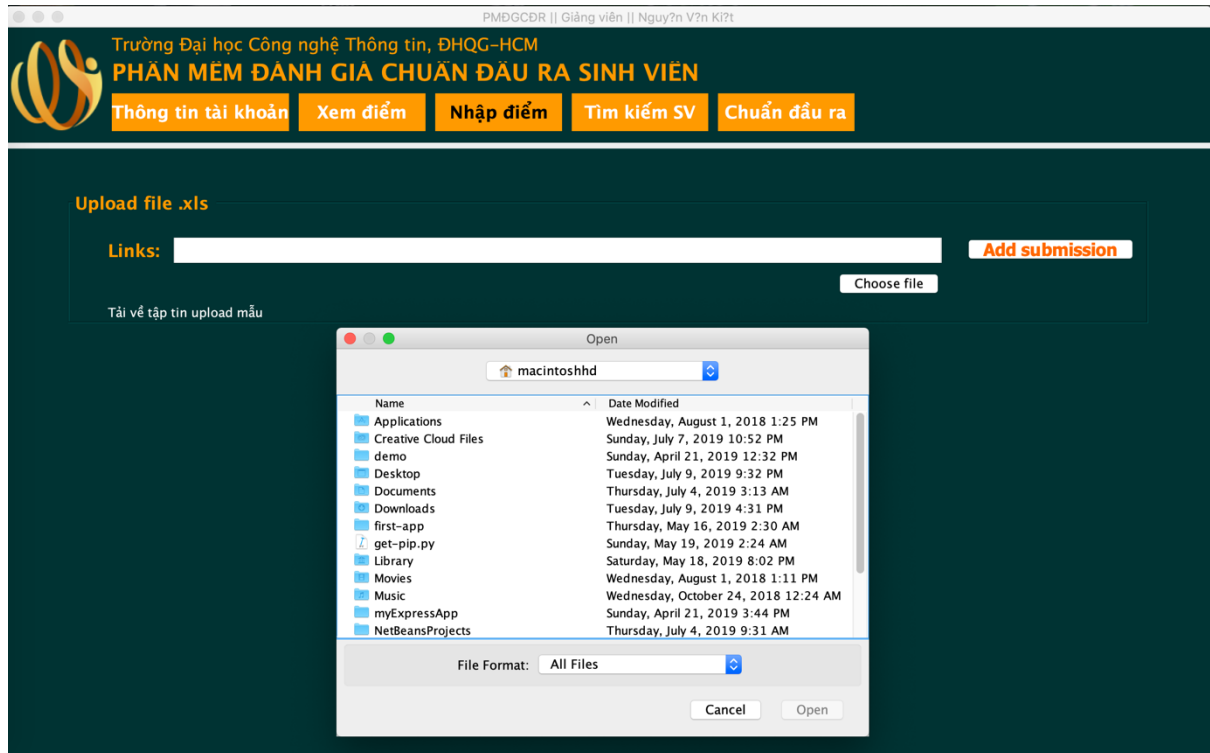 PMĐGCĐR || Giảng viên || Nguy?n V?n Ki?t
Trường Đại học Công nghệ Thông tin, ĐHQG-HCM
PHẦN MỀM ĐÁNH GIÁ CHUẨN ĐẦU RA SINH VIÊN
Thông tin tài khoản Xem điểm Nhập điểm Tìm kiếm SV Chuẩn đầu ra
Upload file .xls
Links: Add submission
Choose file
Tải về tập tin upload mẫu
Open
macintoshhd
Name Date Modified
Applications Wednesday, August 1, 2018 1:25 PM
Creative Cloud Files Sunday, July 7, 2019 10:52 PM
demo Sunday, April 21, 2019 12:32 PM
Desktop Tuesday, July 9, 2019 9:32 PM
Documents Thursday, July 4, 2019 3:13 AM
Downloads Tuesday, July 9, 2019 4:31 PM
first-app Thursday, May 16, 2019 2:30 AM
get-pip.py Sunday, May 19, 2019 2:24 AM
Library Saturday, May 18, 2019 8:02 PM
Movies Wednesday, August 1, 2018 1:11 PM
Music Wednesday, October 24, 2018 12:24 AM
myExpressApp Sunday, April 21, 2019 3:44 PM
NetBeansProjects Thursday, July 4, 2019 9:31 AM
File Format: All Files
Cancel Open